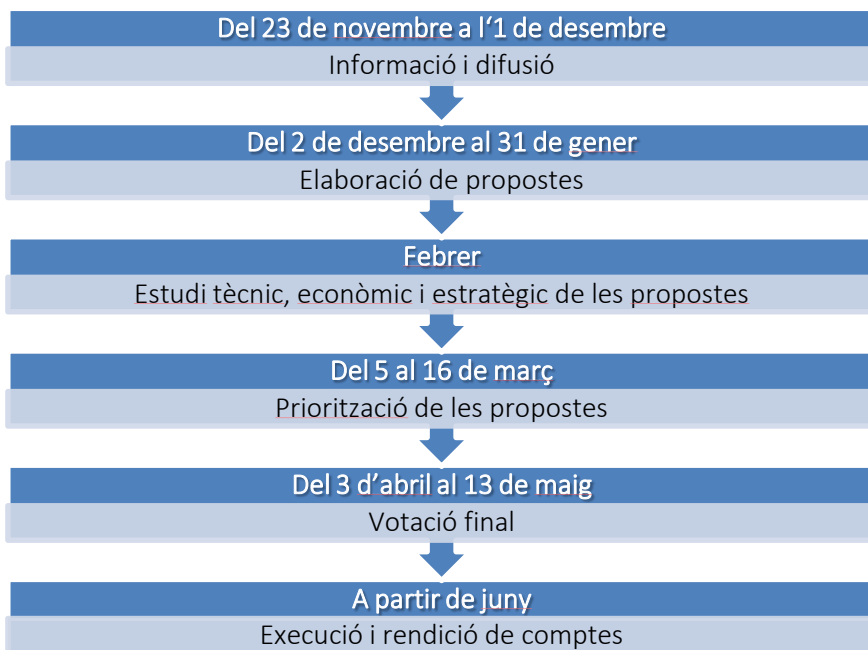 Del 23 de novembre a l‘1 de desembre
Informació i difusió
Del 2 de desembre al 31 de gener
Elaboració de propostes
Febrer
Estudi tècnic, econòmic i estratègic de les propostes
Del 5 al 16 de març
Priorització de les propostes
Del 3 d’abril al 13 de maig
Votació final
A partir de juny
Execució i rendició de comptes